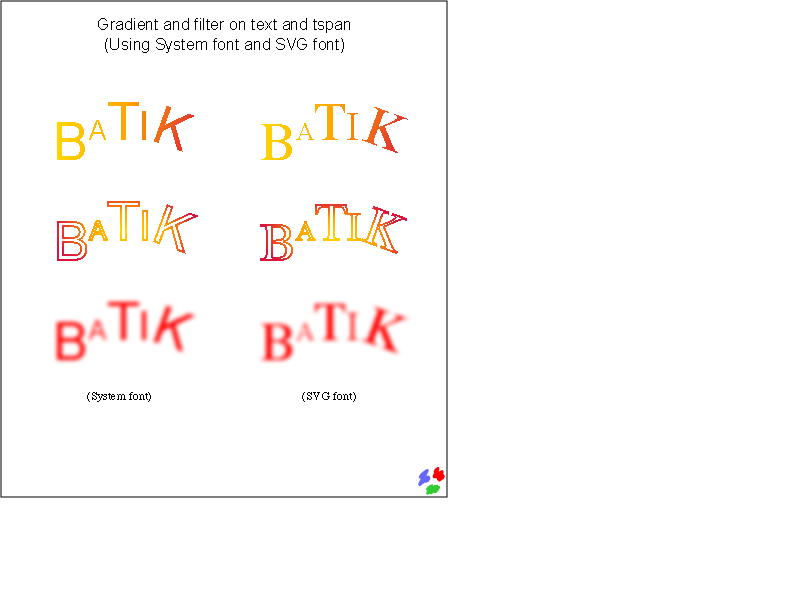 Gradient and filter on text and tspan
(Using System font and SVG font)
BATIK BATIK
BATIK BATIK
BATIK BATIK
(System font) (SVG font)